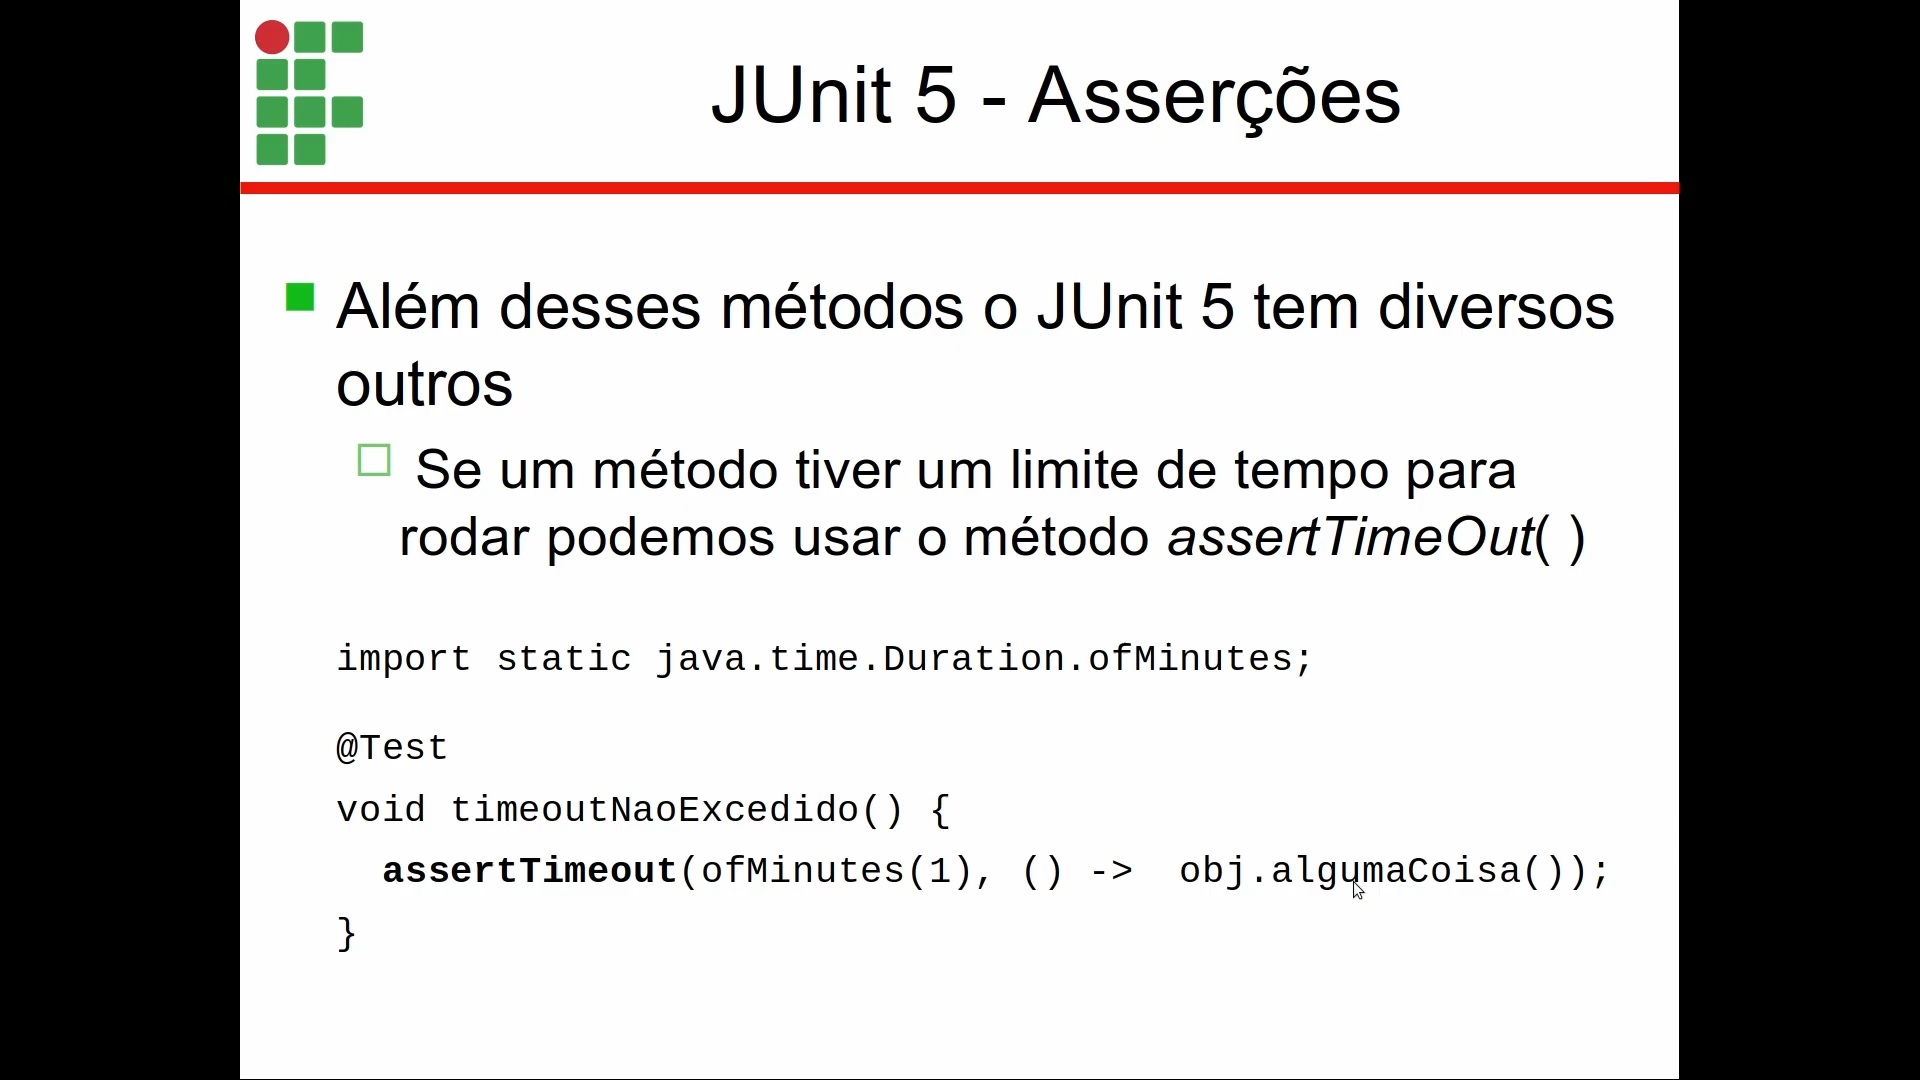 JUnit 5 - Asserções
Além desses métodos o JUnit 5 tem diversos
outros
Se um método tiver um limite de tempo para
rodar podemos usar o método assertTimeOut( )
import static java.time.Duration.ofMinutes;
@Test
void timeoutNaoExcedido() {
assertTimeout(ofMinutes(1), () -> obj.algumaCoisa());
}